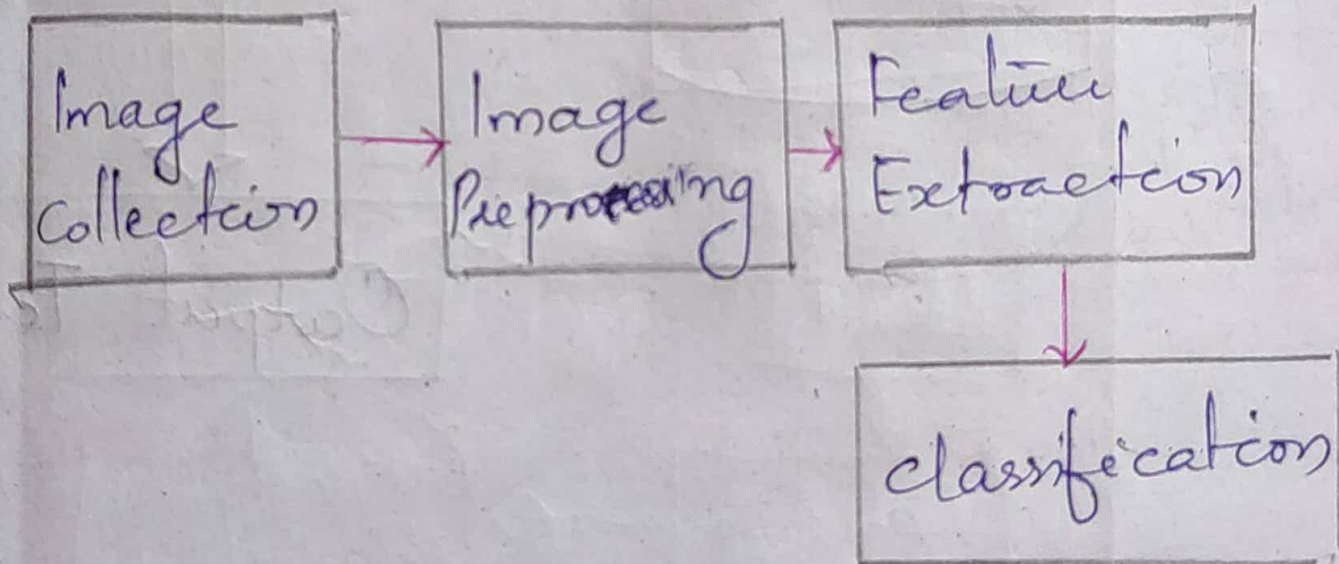 Image
Collection
Image
Preprocessing
Feature
Extraction
Classification